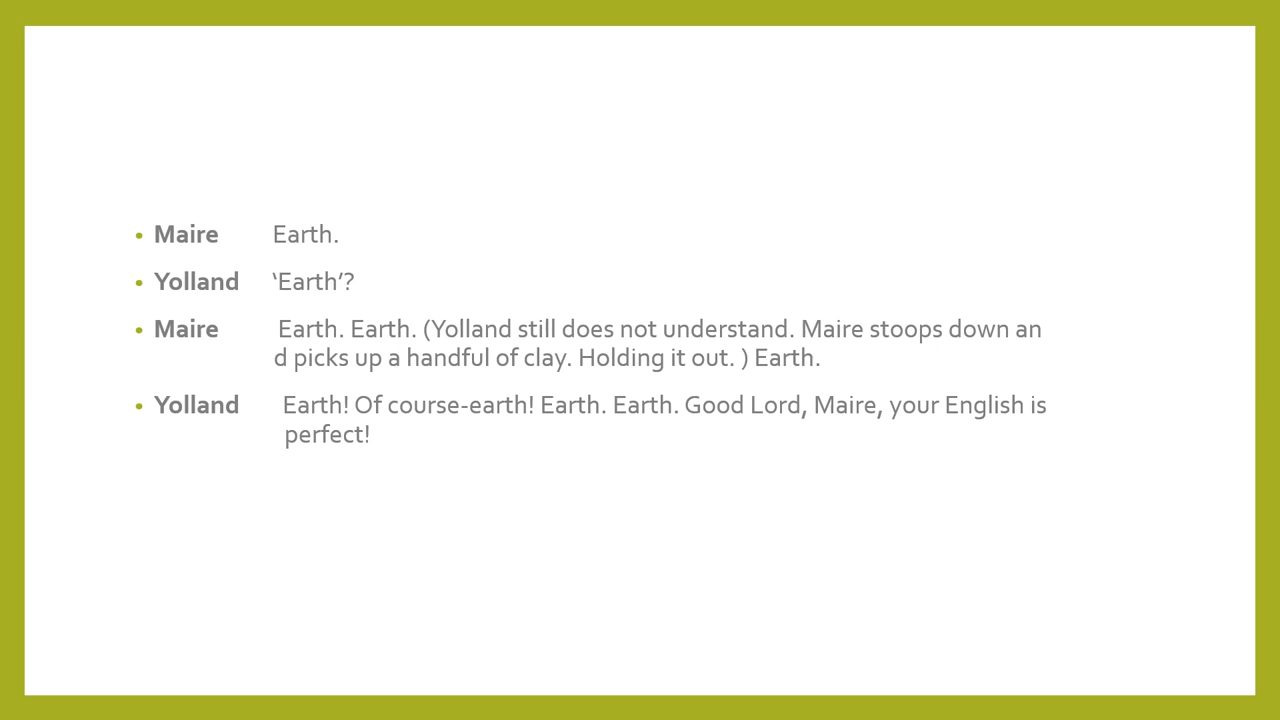 • Maire Earth.
• Yolland ‘Earth’?
• Maire Earth. Earth. (Yolland still does not understand. Maire stoops down an
d picks up a handful of clay. Holding it out. ) Earth.
• Yolland Earth! Of course-earth! Earth. Earth. Good Lord, Maire, your English is
perfect!